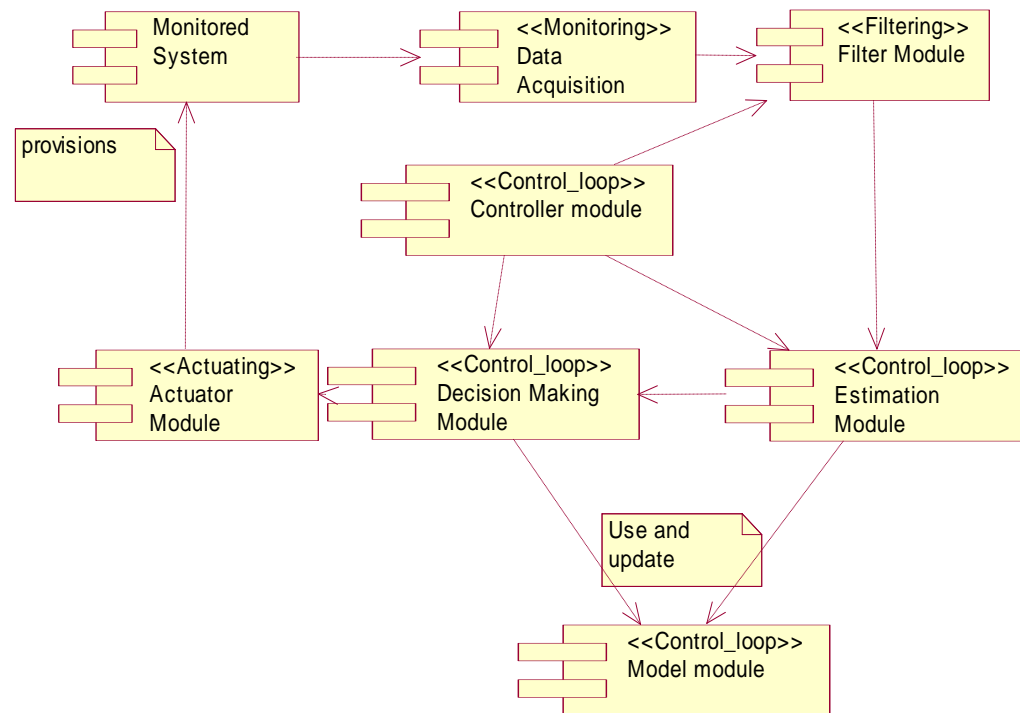 Monitored
System
<<Monitoring>>
Data
Acquisition
<<Filtering>>
Filter Module
provisions
<<Control_loop>>
Controller module
<<Actuating>>
Actuator
Module
<<Control_loop>>
Decision Making
Module
<<Control_loop>>
Estimation
Module
Use and
update
<<Control_loop>>
Model module